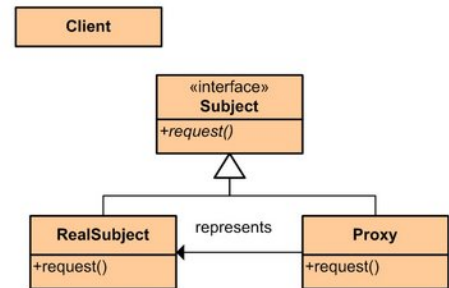 Client
«interface»
Subject
+request()
RealSubject
+request()
represents
Proxy
+request()